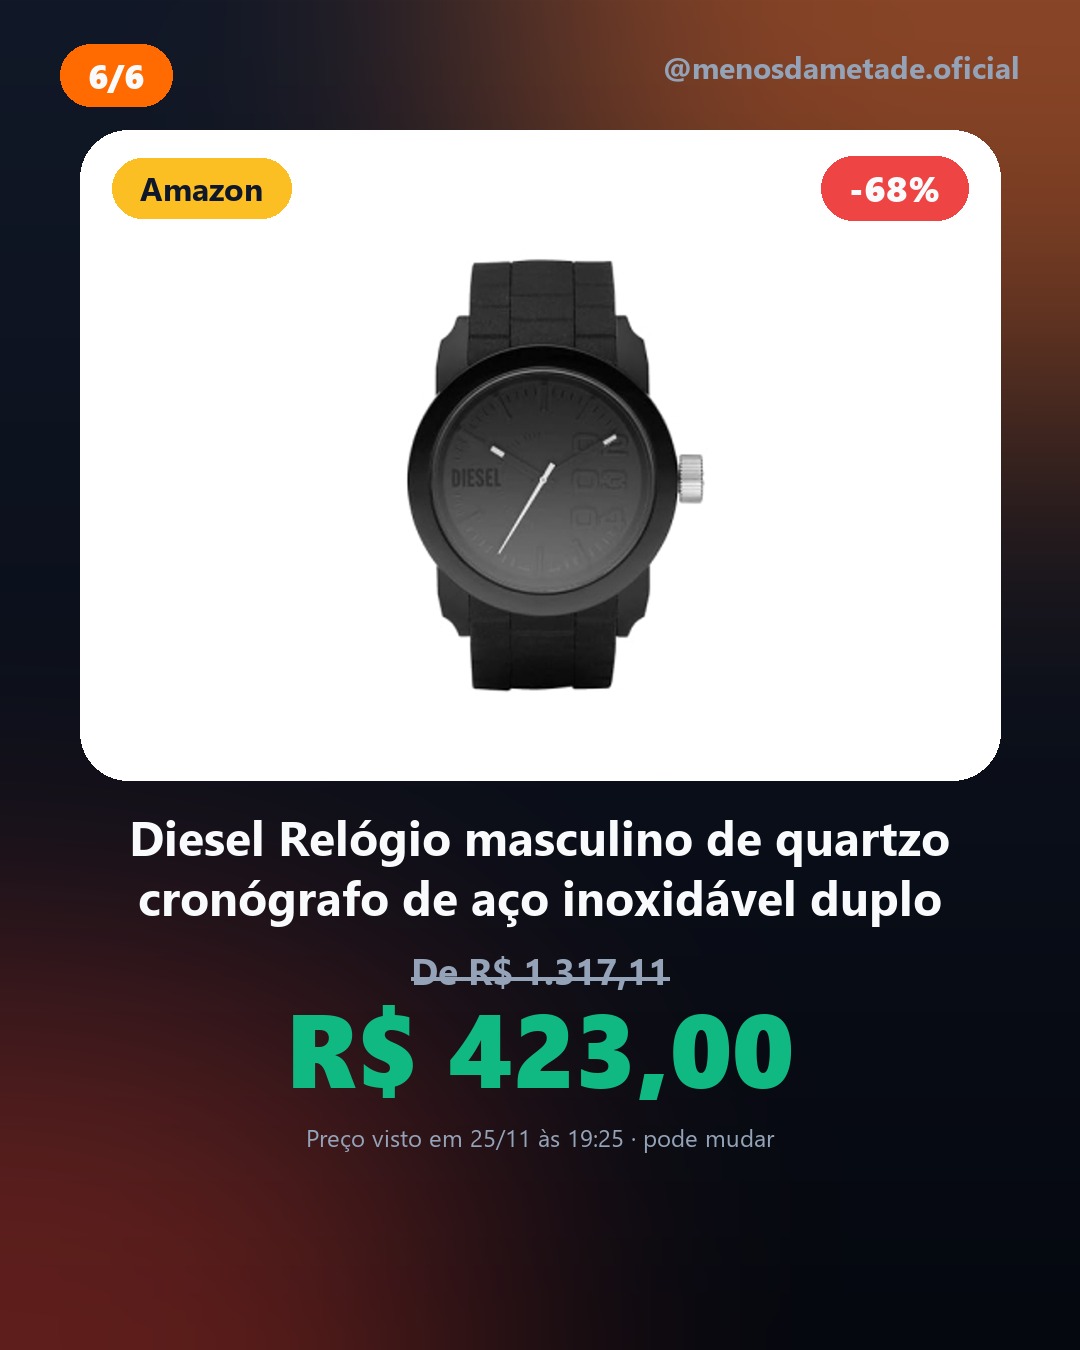 6/6
@menosdametade.oficial
Amazon
-68%
DIESEL
Diesel Relógio masculino de quartzo
cronógrafo de aço inoxidável duplo
De R$ 1.317,11
R$ 423,00
Preço visto em 25/11 às 19:25 · pode mudar